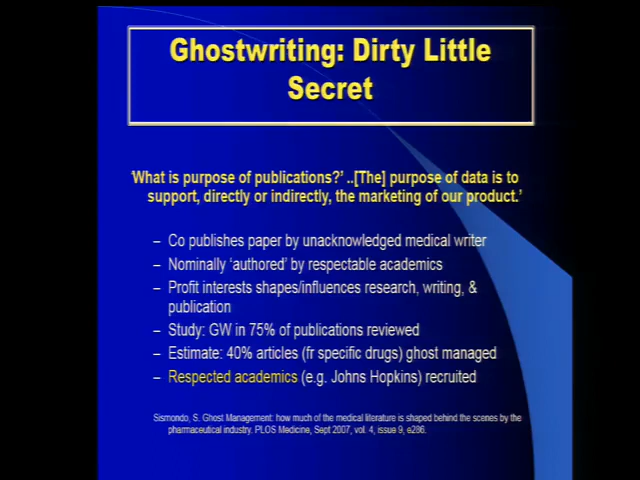 Ghostwriting: Dirty Little
Secret
'What is purpose of publications?' ..[The] purpose of data is to
support, directly or indirectly, the marketing of our product.'
– Co publishes paper by unacknowledged medical writer
– Nominally 'authored' by respectable academics
– Profit interests shapes/influences research, writing, &
publication
– Study: GW in 75% of publications reviewed
– Estimate: 40% articles (fr specific drugs) ghost managed
– Respected academics (e.g. Johns Hopkins) recruited
Sismondo, S. Ghost Management: how much of the medical literature is shaped behind the scenes by the
pharmaceutical industry. PLOS Medicine, Sept 2007, vol. 4, issue 9, e286.